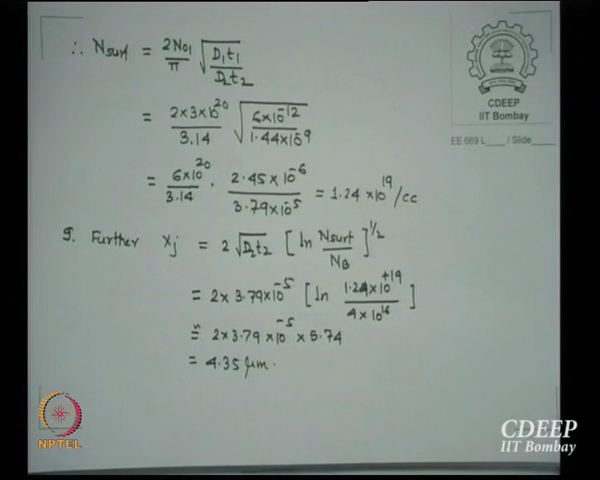 ∴ Nsurf = 2N01/π √(D1t1/D2t2)
= 2×3×10^20/3.14 √(6×10^-12/1.44×10^-9)
= 6×10^20/3.14 · 2.45×10^-6/3.79×10^-5 = 1.24×10^19/cc
9. Further xj = 2√D2t2 [ln Nsurf/NB]^1/2
= 2×3.79×10^-5 [ln 1.24×10^+19/4×10^16]
≅ 2×3.79×10^-5 × 5.74
= 4.35 μm.
CDEEP
IIT Bombay
EE 669 L____ / Slide____
NPTEL
CDEEP
IIT Bombay